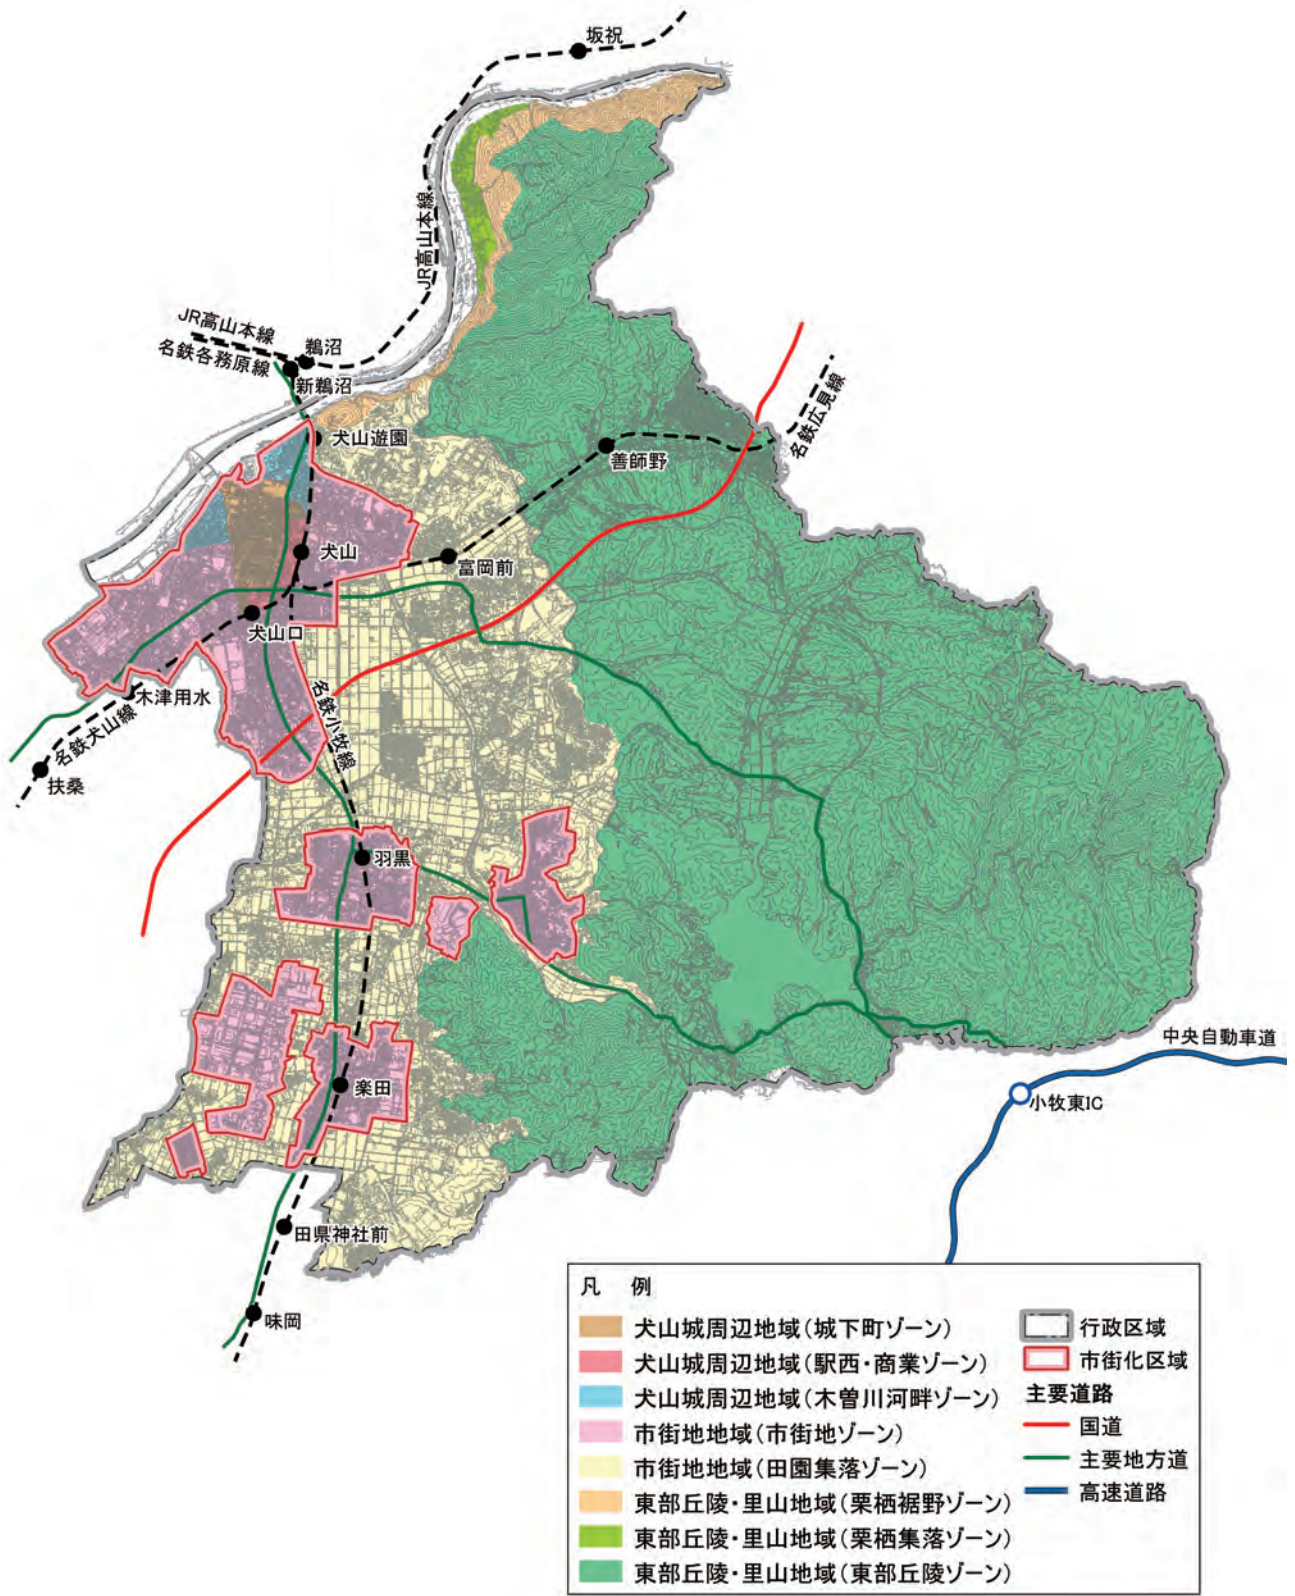 坂祝
JR高山本線
JR高山本線
名鉄各務原線
鵜沼
新鵜沼
犬山遊園
善師野
名鉄広見線
犬山
富岡前
犬山口
木津用水
名鉄犬山線
名鉄小牧線
扶桑
羽黒
中央自動車道
楽田
小牧東IC
田県神社前
味岡
凡 例
犬山城周辺地域(城下町ゾーン)
犬山城周辺地域(駅西・商業ゾーン)
犬山城周辺地域(木曽川河畔ゾーン)
市街地地域(市街地ゾーン)
市街地地域(田園集落ゾーン)
東部丘陵・里山地域(栗栖裾野ゾーン)
東部丘陵・里山地域(栗栖集落ゾーン)
東部丘陵・里山地域(東部丘陵ゾーン)
行政区域
市街化区域
主要道路
国道
主要地方道
高速道路